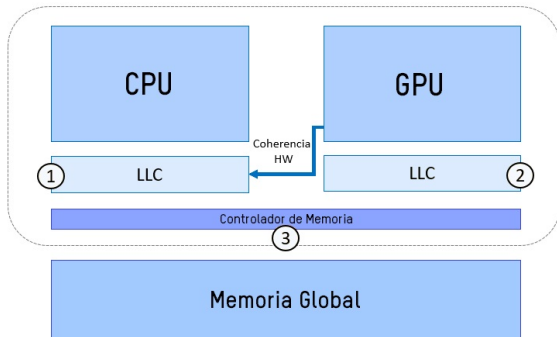 CPU
GPU
Coherencia
HW
1
LLC
LLC
2
Controlador de Memoria
3
Memoria Global